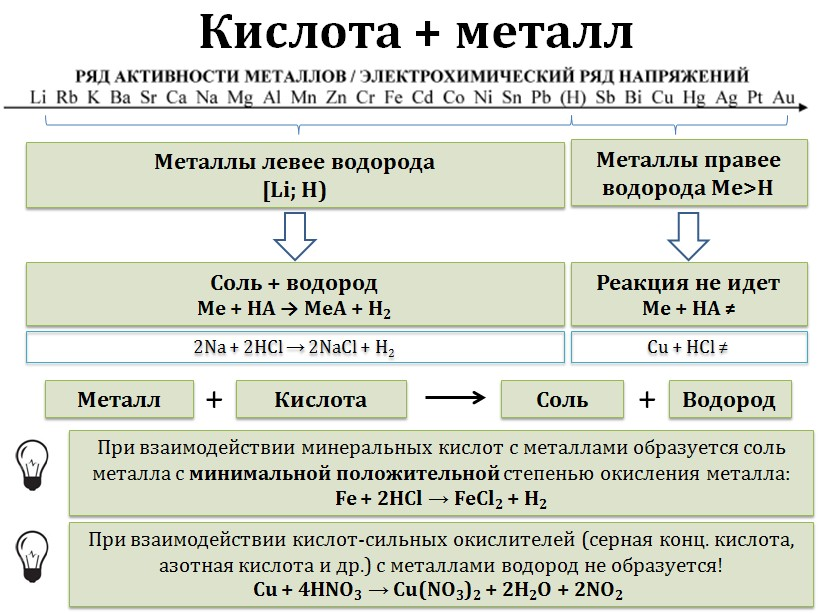 Кислота + металл
РЯД АКТИВНОСТИ МЕТАЛЛОВ / ЭЛЕКТРОХИМИЧЕСКИЙ РЯД НАПРЯЖЕНИЙ
Li Rb K Ba Sr Ca Na Mg Al Mn Zn Cr Fe Cd Co Ni Sn Pb (H) Sb Bi Cu Hg Ag Pt Au
Металлы левее водорода
[Li; H)
Металлы правее
водорода Me>H
Соль + водород
Me + HA → MeA + H₂
Реакция не идет
Me + HA ≠
2Na + 2HCl → 2NaCl + H₂
Cu + HCl ≠
Металл + Кислота → Соль + Водород
При взаимодействии минеральных кислот с металлами образуется соль
металла с минимальной положительной степенью окисления металла:
Fe + 2HCl → FeCl₂ + H₂
При взаимодействии кислот-сильных окислителей (серная конц. кислота,
азотная кислота и др.) с металлами водород не образуется!
Cu + 4HNO₃ → Cu(NO₃)₂ + 2H₂O + 2NO₂